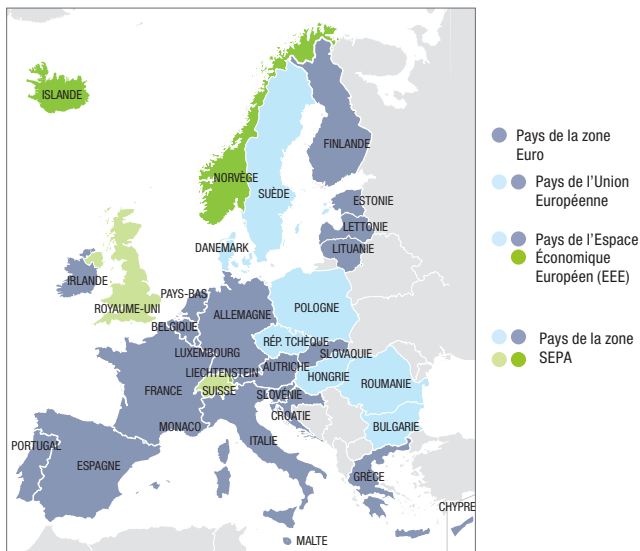 ISLANDE
FINLANDE
NORVÈGE
SUÈDE
ESTONIE
LETTONIE
DANEMARK
LITUANIE
IRLANDE
PAYS-BAS
ROYAUME-UNI
ALLEMAGNE
POLOGNE
BELGIQUE
RÉP. TCHÈQUE
LUXEMBOURG
SLOVAQUIE
LIECHTENSTEIN
AUTRICHE
FRANCE
SUISSE
HONGRIE
ROUMANIE
SLOVÉNIE
CROATIE
MONACO
BULGARIE
PORTUGAL
ITALIE
ESPAGNE
GRÈCE
CHYPRE
MALTE
Pays de la zone
Euro
Pays de l’Union
Européenne
Pays de l’Espace
Économique
Européen (EEE)
Pays de la zone
SEPA